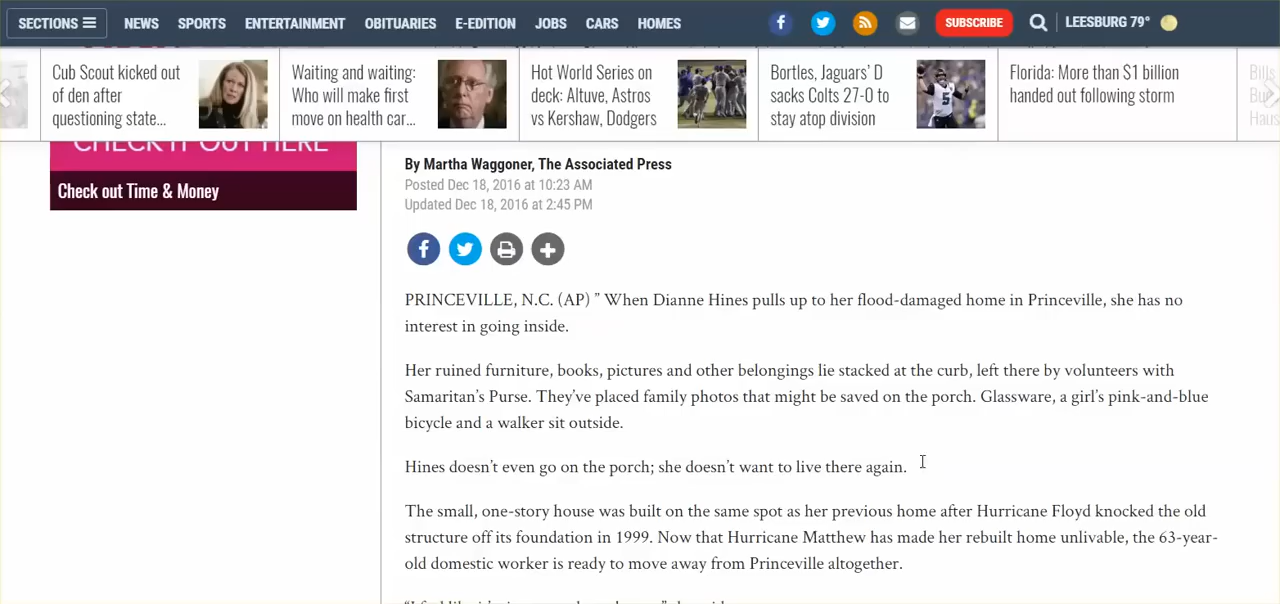 SECTIONS NEWS SPORTS ENTERTAINMENT OBITUARIES E-EDITION JOBS CARS HOMES SUBSCRIBE LEESBURG 79°
Cub Scout kicked out
of den after
questioning state...
Waiting and waiting:
Who will make first
move on health car...
Hot World Series on
deck: Altuve, Astros
vs Kershaw, Dodgers
Bortles, Jaguars' D
sacks Colts 27-0 to
stay atop division
Florida: More than $1 billion
handed out following storm
Bills
CHECK IT OUT HERE
Check out Time & Money
By Martha Waggoner, The Associated Press
Posted Dec 18, 2016 at 10:23 AM
Updated Dec 18, 2016 at 2:45 PM
PRINCEVILLE, N.C. (AP) ” When Dianne Hines pulls up to her flood-damaged home in Princeville, she has no
interest in going inside.
Her ruined furniture, books, pictures and other belongings lie stacked at the curb, left there by volunteers with
Samaritan’s Purse. They’ve placed family photos that might be saved on the porch. Glassware, a girl’s pink-and-blue
bicycle and a walker sit outside.
Hines doesn’t even go on the porch; she doesn’t want to live there again.
The small, one-story house was built on the same spot as her previous home after Hurricane Floyd knocked the old
structure off its foundation in 1999. Now that Hurricane Matthew has made her rebuilt home unlivable, the 63-year-
old domestic worker is ready to move away from Princeville altogether.